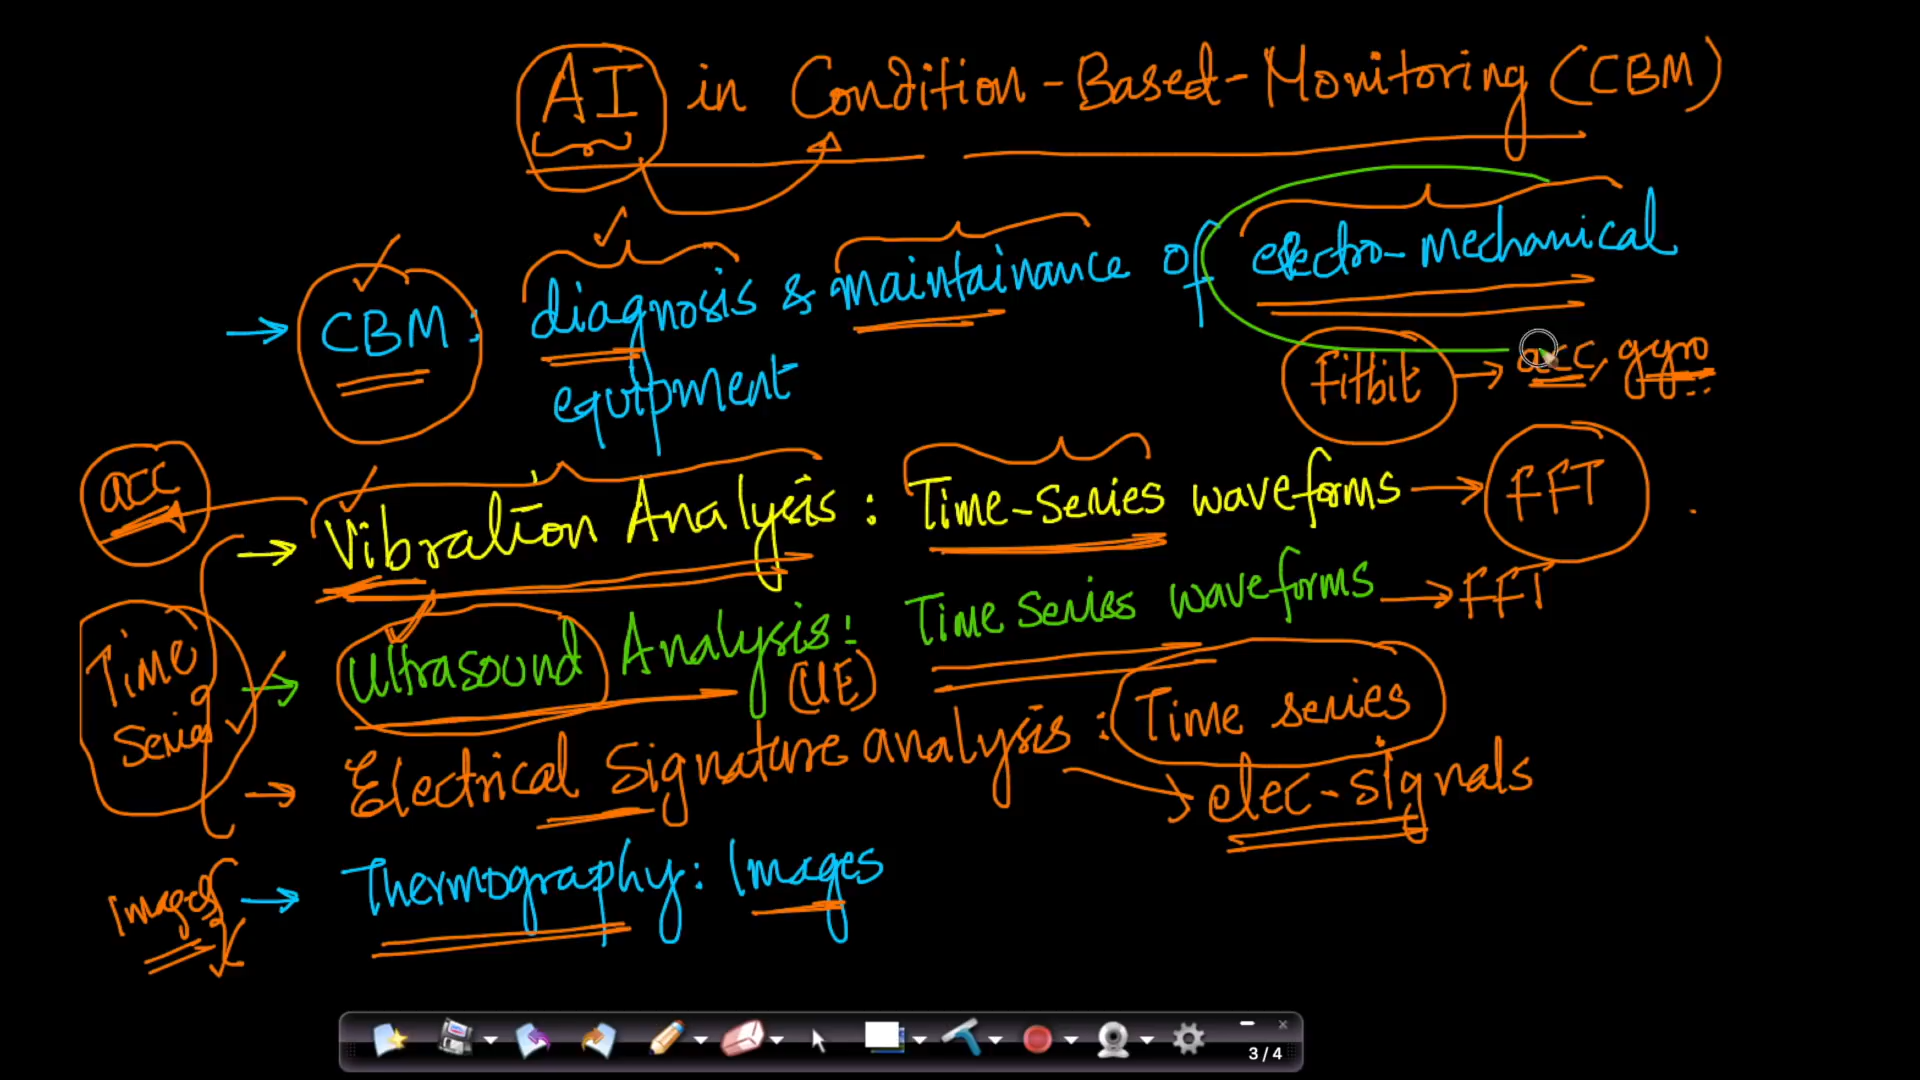 AI in Condition-Based-Monitoring (CBM)
→ CBM: diagnosis & maintainance of electro-mechanical
equipment
Fitbit → acc, gyro
acc
→ Vibration Analysis: Time-series waveforms → FFT
→ Ultrasound Analysis: Time series waveforms → FFT
(UE)
Time
Series
→ Electrical Signature analysis: Time series
→ elec-signals
Images → Thermography: Images
3/4